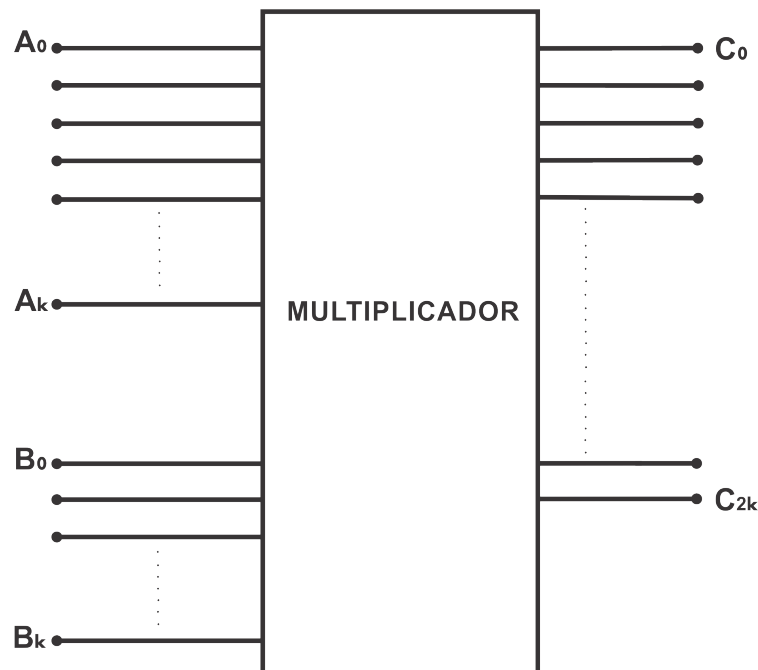 A₀
C₀
Aₖ
MULTIPLICADOR
B₀
C₂ₖ
Bₖ